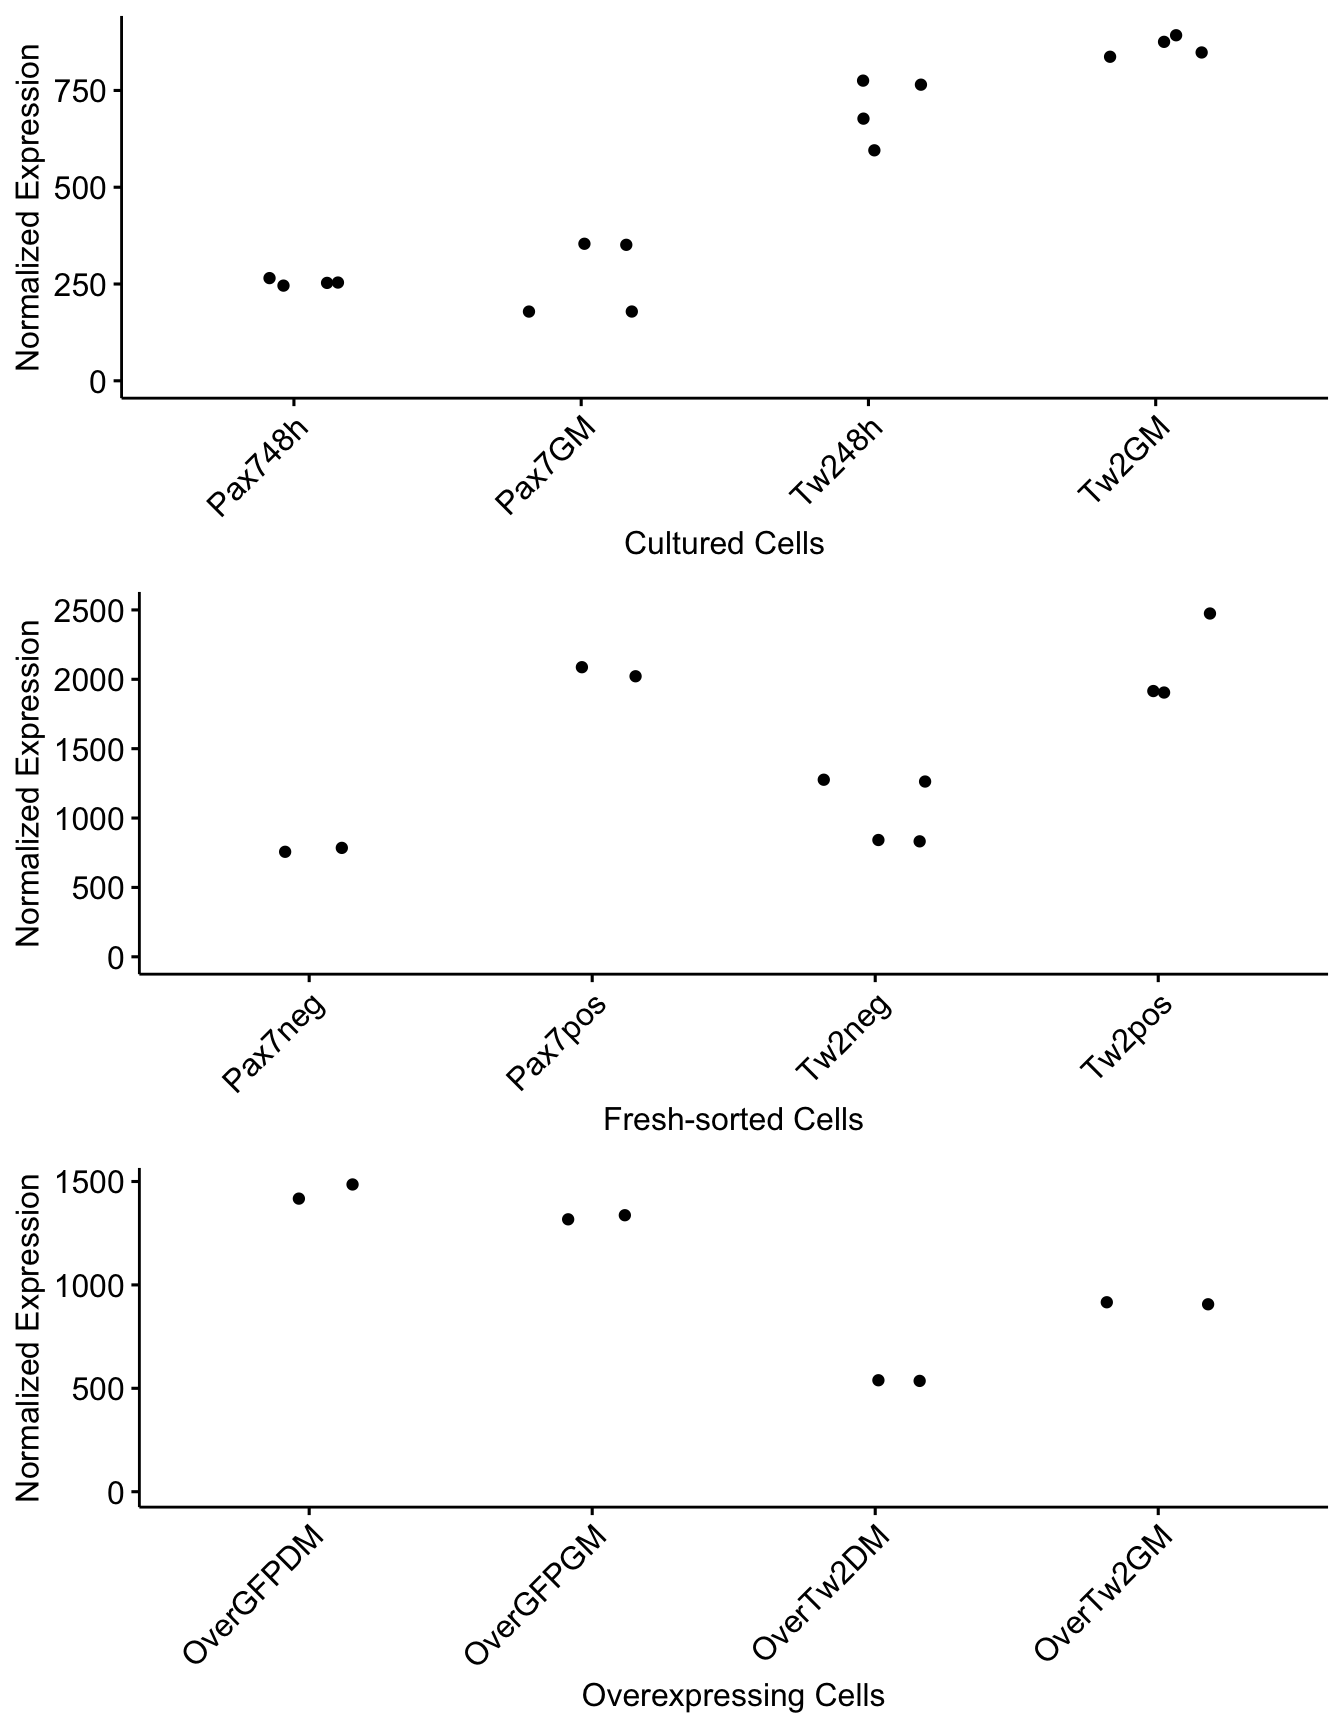 Normalized Expression
750
500
250
0
Pax748h
Pax7GM
Tw248h
Tw2GM
Cultured Cells
Normalized Expression
2500
2000
1500
1000
500
0
Pax7neg
Pax7pos
Tw2neg
Tw2pos
Fresh-sorted Cells
Normalized Expression
1500
1000
500
0
OverGFPDM
OverGFPGM
OverTw2DM
OverTw2GM
Overexpressing Cells